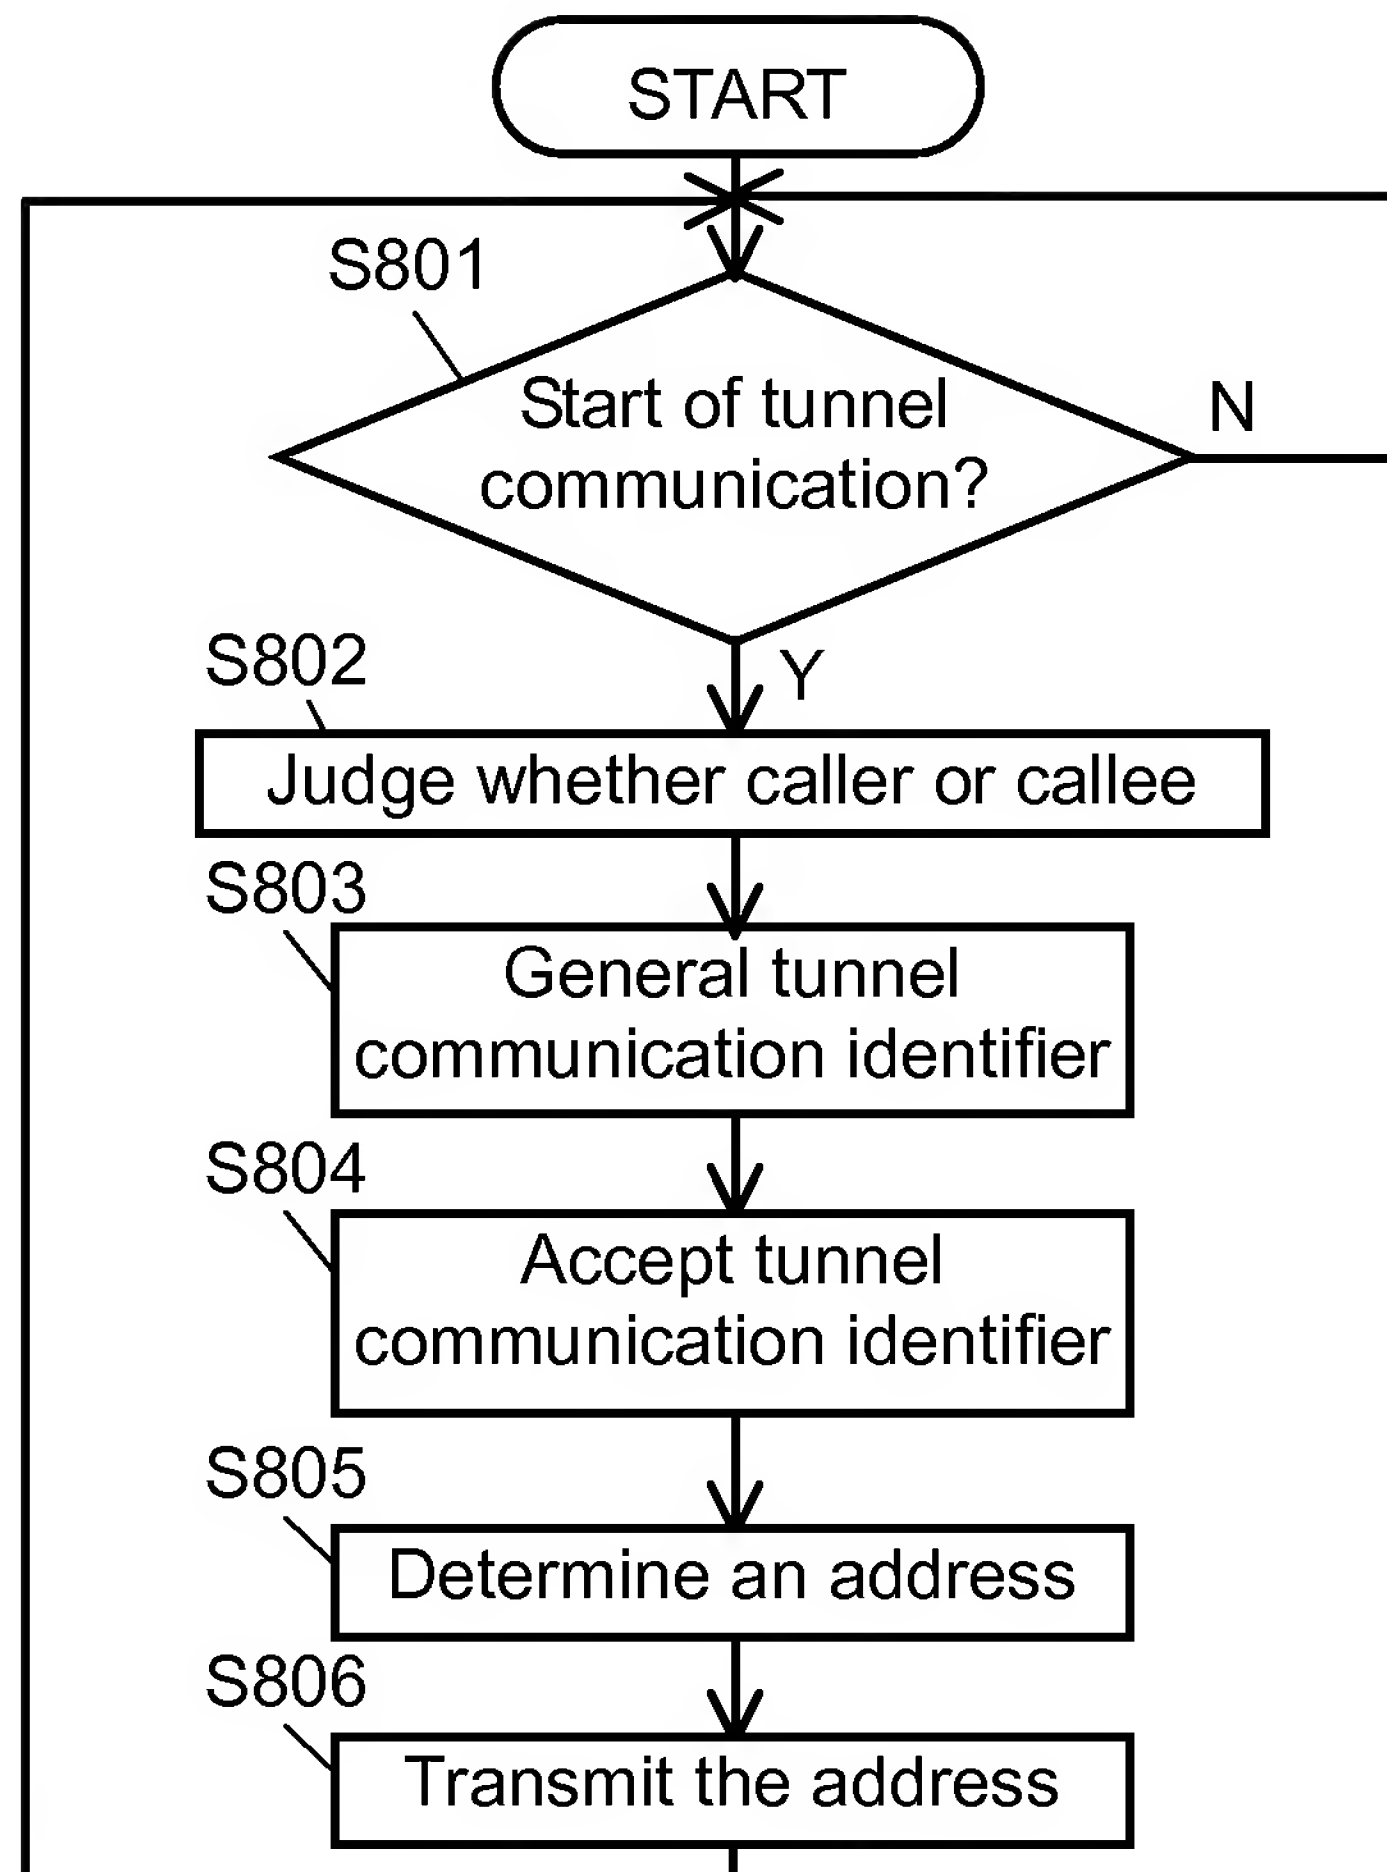 START
S801
Start of tunnel
communication?
N
Y
S802
Judge whether caller or callee
S803
General tunnel
communication identifier
S804
Accept tunnel
communication identifier
S805
Determine an address
S806
Transmit the address